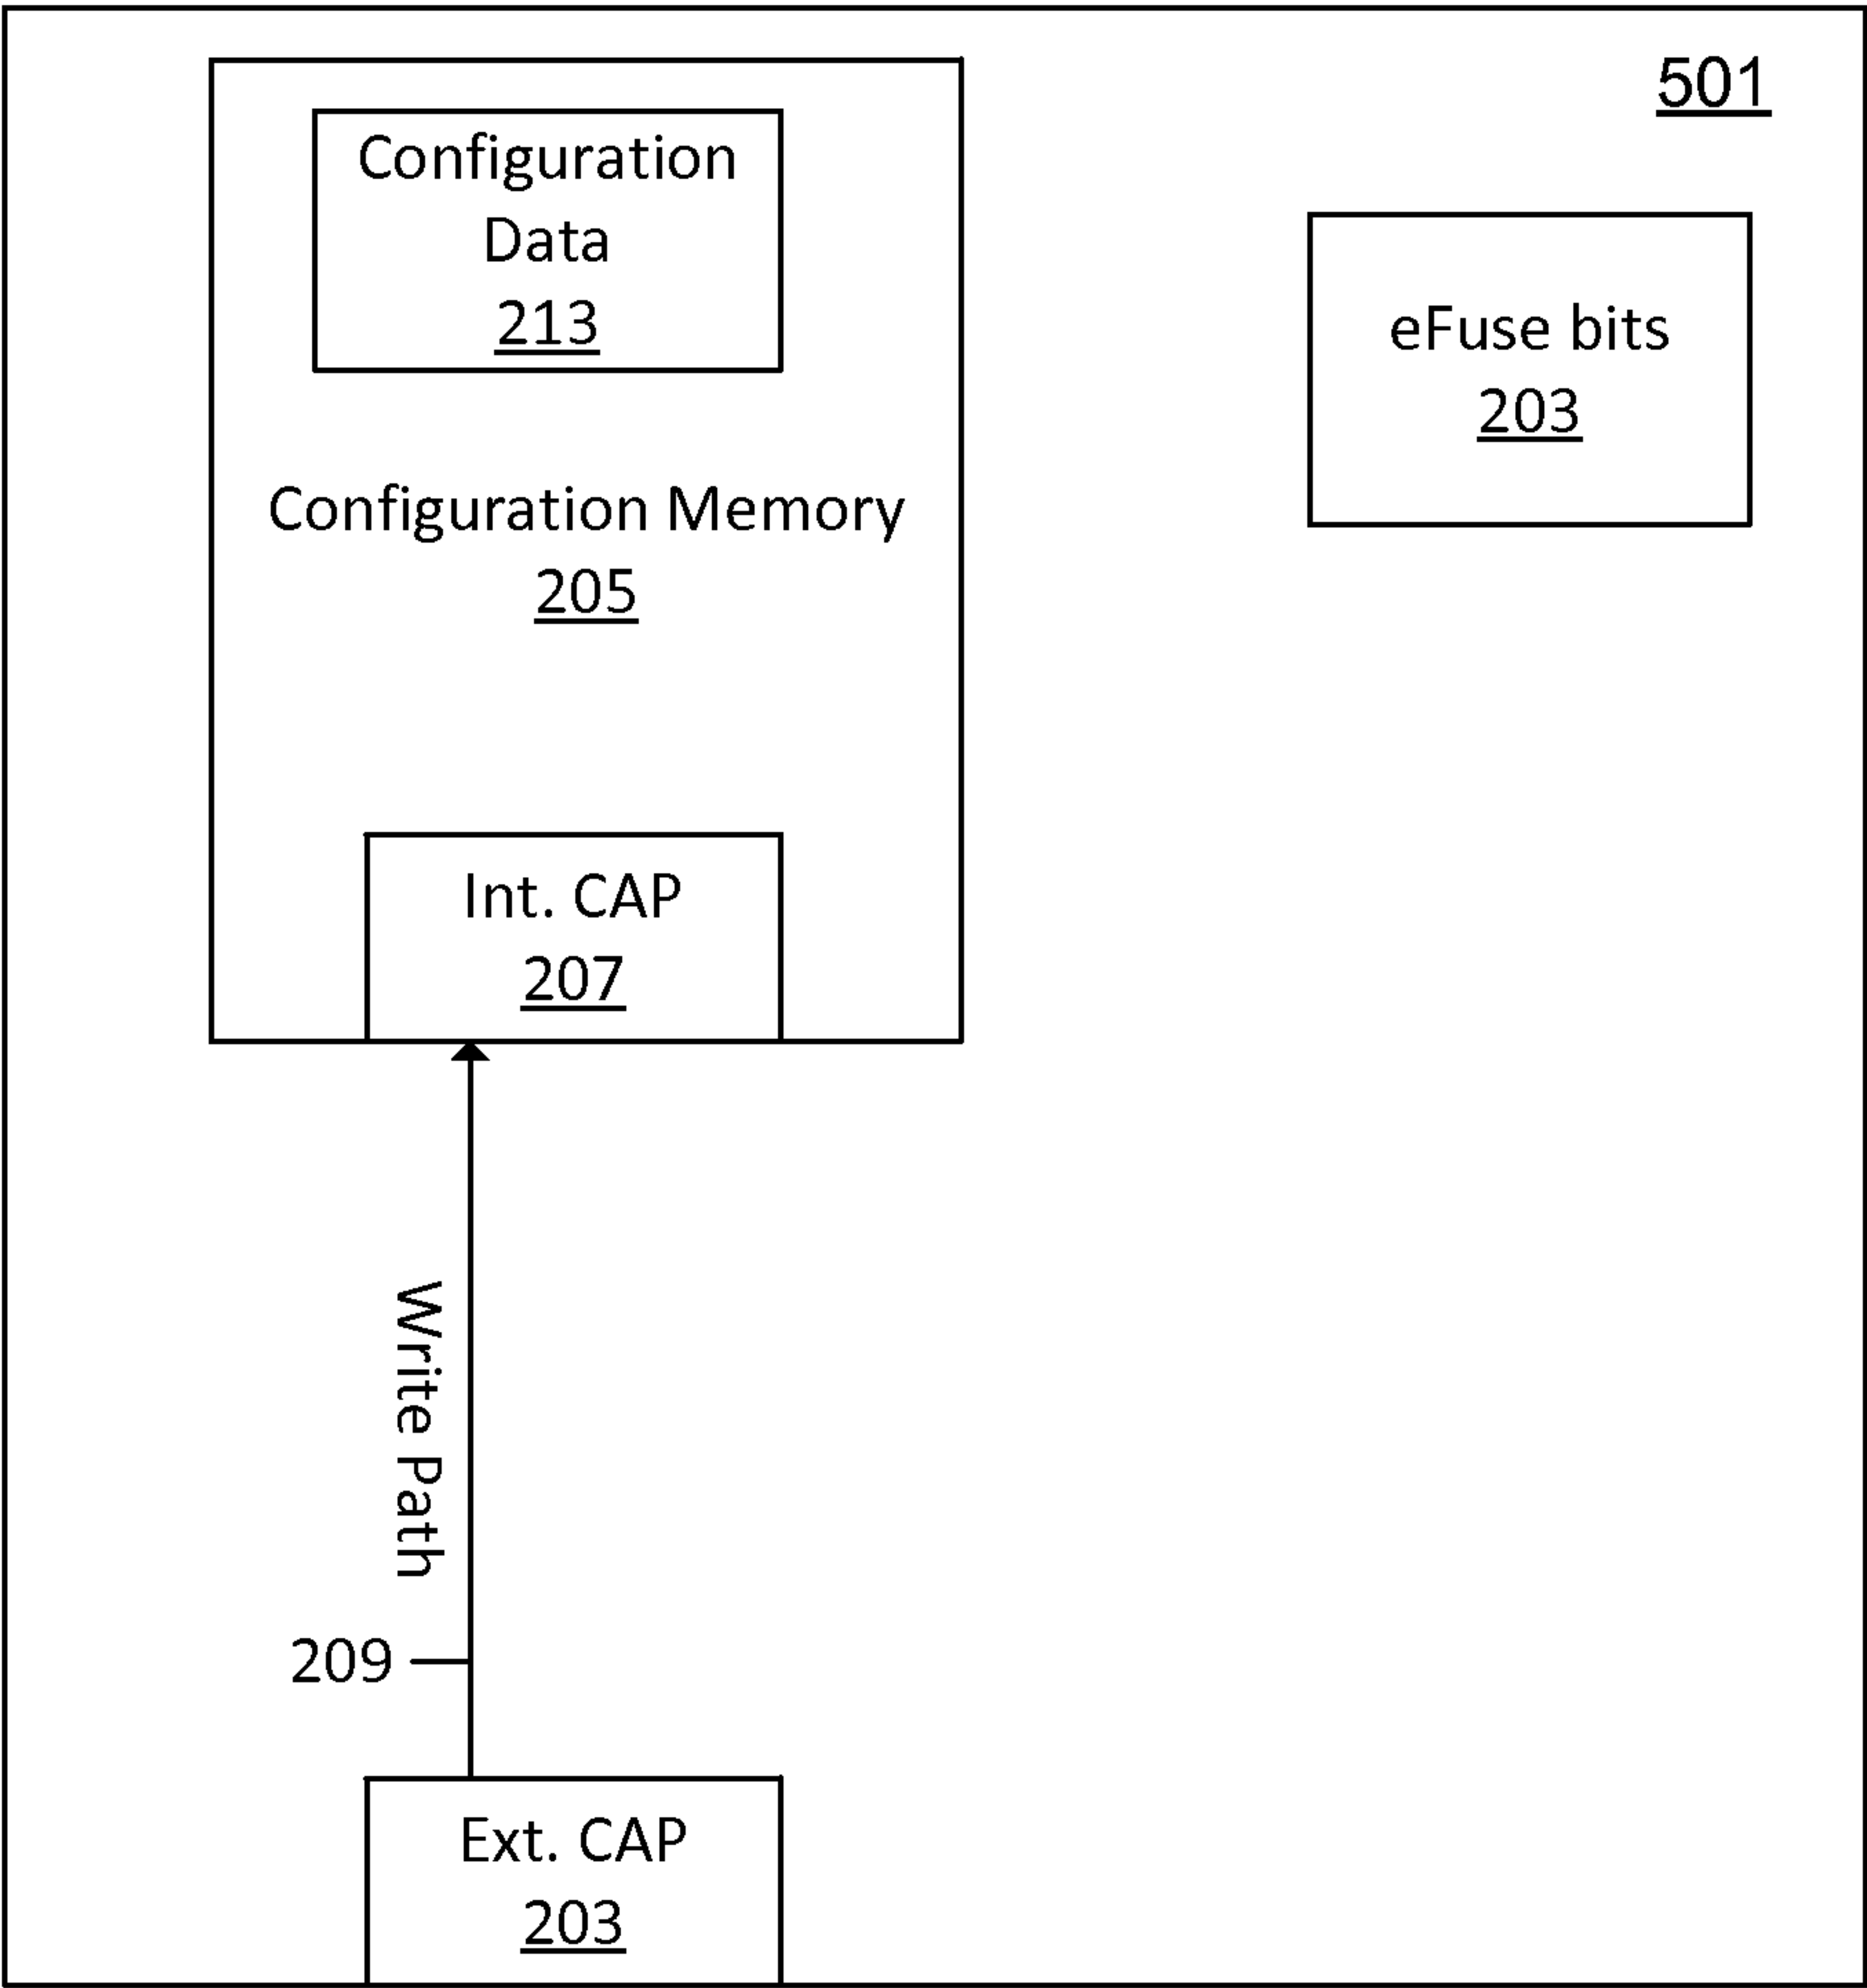 501
Configuration
Data
213
eFuse bits
203
Configuration Memory
205
Int. CAP
207
Write Path
209
Ext. CAP
203